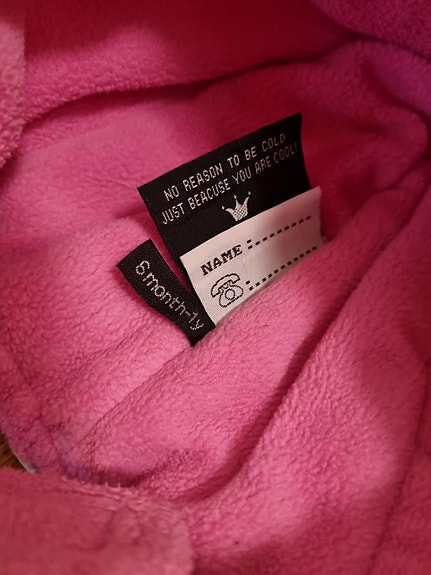 NO REASON TO BE COLD
JUST BEACUSE YOU ARE COOL!
NAME :
:
6 month-1y